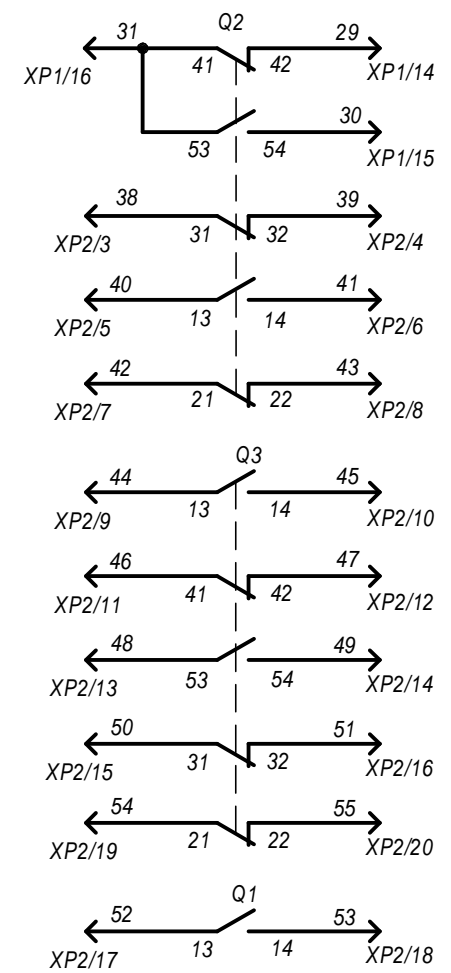 Q2
31 29
XP1/16 41 42 XP1/14
30
53 54 XP1/15
38 39
XP2/3 31 32 XP2/4
40 41
XP2/5 13 14 XP2/6
42 43
XP2/7 21 22 XP2/8
Q3
44 45
XP2/9 13 14 XP2/10
46 47
XP2/11 41 42 XP2/12
48 49
XP2/13 53 54 XP2/14
50 51
XP2/15 31 32 XP2/16
54 55
XP2/19 21 22 XP2/20
Q1
52 53
XP2/17 13 14 XP2/18